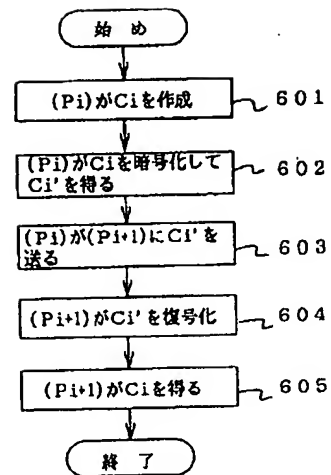 始 め
(Pi)がCiを作成
601
(Pi)がCiを暗号化して
Ci'を得る
602
(Pi)が(Pi+1)にCi'を
送る
603
(Pi+1)がCi'を復号化
604
(Pi+1)がCiを得る
605
終 了